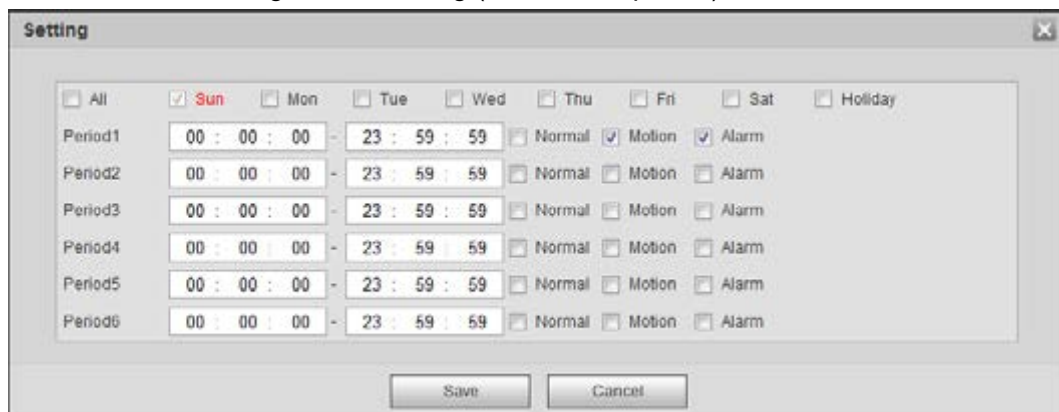 Setting
All Sun Mon Tue Wed Thu Fri Sat Holiday
Period1 00 : 00 : 00 - 23 : 59 : 59 Normal Motion Alarm
Period2 00 : 00 : 00 - 23 : 59 : 59 Normal Motion Alarm
Period3 00 : 00 : 00 - 23 : 59 : 59 Normal Motion Alarm
Period4 00 : 00 : 00 - 23 : 59 : 59 Normal Motion Alarm
Period5 00 : 00 : 00 - 23 : 59 : 59 Normal Motion Alarm
Period6 00 : 00 : 00 - 23 : 59 : 59 Normal Motion Alarm
Save Cancel